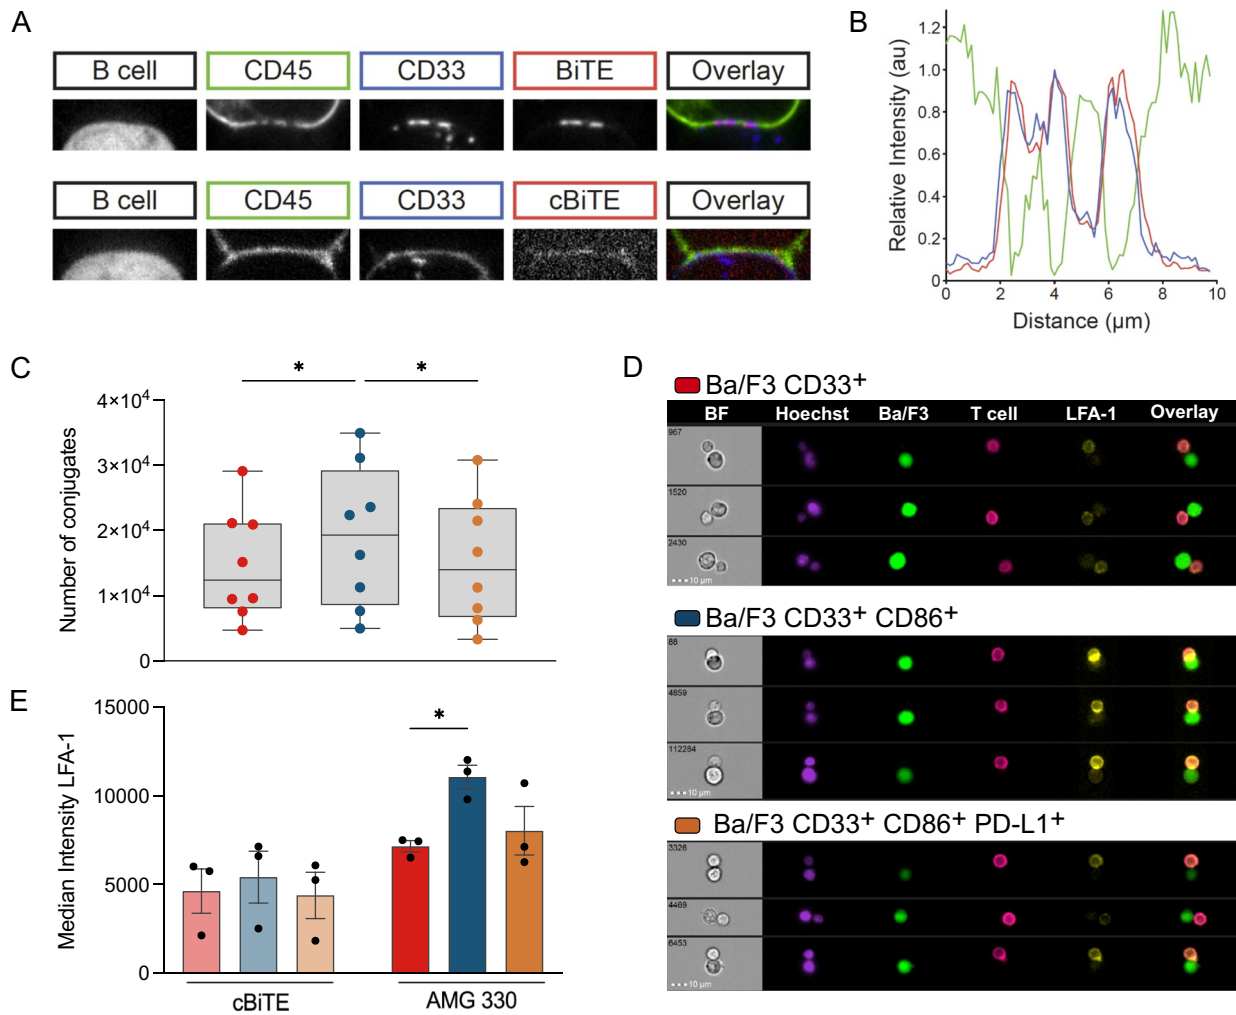 A
B cell CD45 CD33 BiTE Overlay
B cell CD45 CD33 cBiTE Overlay
B
Relative Intensity (au)
1.2
1.0
0.8
0.6
0.4
0.2
0
0 2 4 6 8 10
Distance (µm)
C
* *
Number of conjugates
4×10⁴
3×10⁴
2×10⁴
1×10⁴
0
D
Ba/F3 CD33⁺
BF Hoechst Ba/F3 T cell LFA-1 Overlay
967
1520
2430
10 µm
Ba/F3 CD33⁺ CD86⁺
88
4859
112284
10 µm
Ba/F3 CD33⁺ CD86⁺ PD-L1⁺
3326
4469
6453
10 µm
E
Median Intensity LFA-1
15000
10000
5000
0
*
cBiTE AMG 330